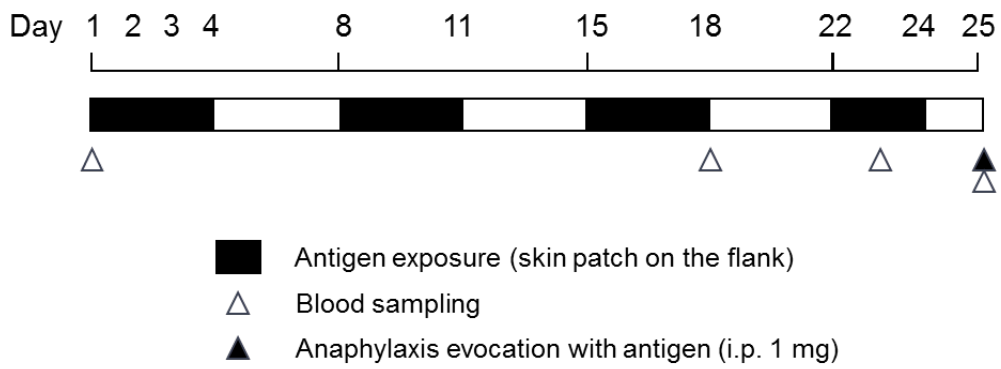 Day 1 2 3 4 8 11 15 18 22 24 25
Antigen exposure (skin patch on the flank)
Blood sampling
Anaphylaxis evocation with antigen (i.p. 1 mg)